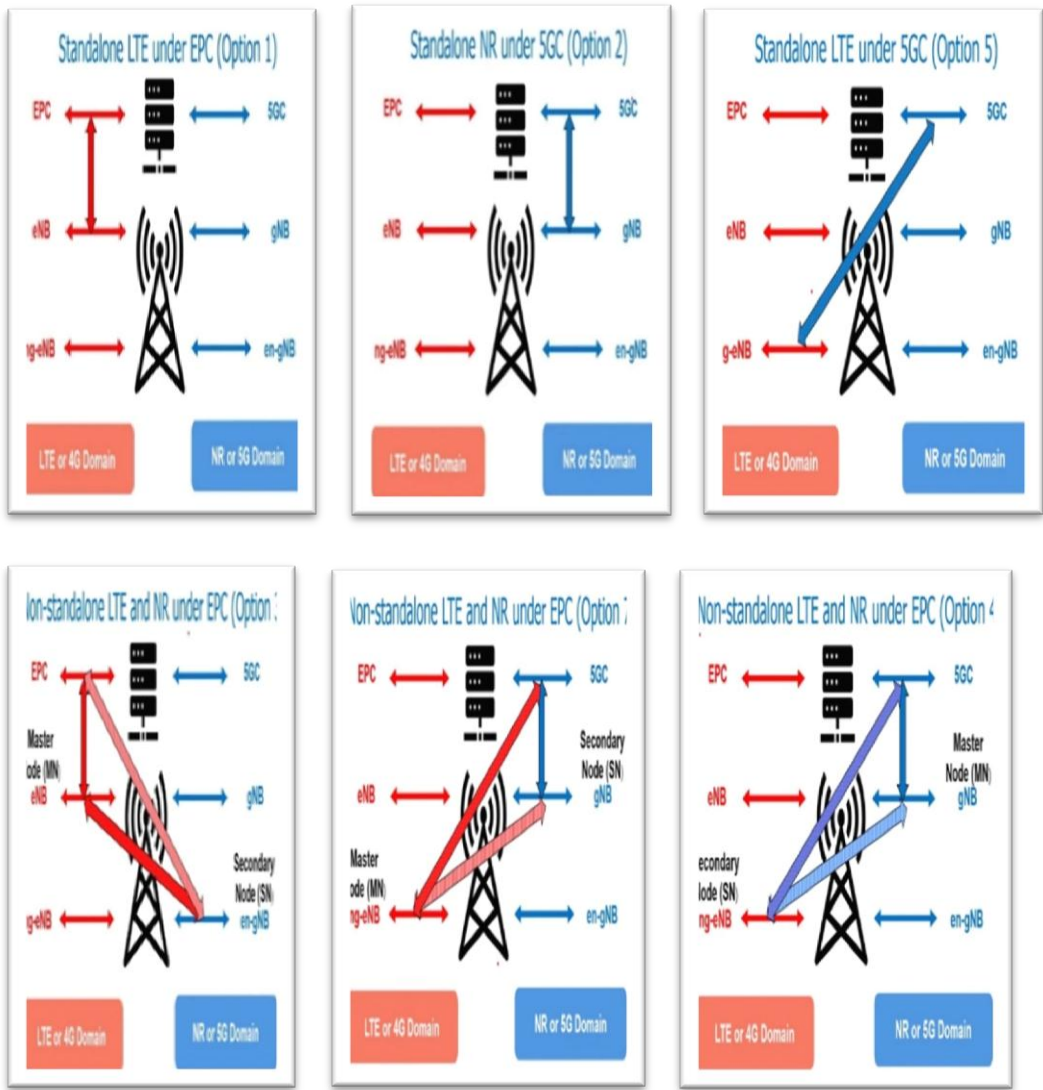 Standalone LTE under EPC (Option 1)
EPC
5GC
eNB
gNB
ng-eNB
en-gNB
LTE or 4G Domain
NR or 5G Domain
Standalone NR under 5GC (Option 2)
EPC
5GC
eNB
gNB
ng-eNB
en-gNB
LTE or 4G Domain
NR or 5G Domain
Standalone LTE under 5GC (Option 5)
EPC
5GC
eNB
gNB
g-eNB
en-gNB
LTE or 4G Domain
NR or 5G Domain
Non-standalone LTE and NR under EPC (Option
EPC
5GC
Master
ode (MN)
eNB
gNB
Secondary
Node (SN)
g-eNB
en-gNB
LTE or 4G Domain
NR or 5G Domain
Non-standalone LTE and NR under EPC (Option 7
EPC
5GC
Secondary
Node (SN)
eNB
gNB
Master
ode (MN)
ng-eNB
en-gNB
LTE or 4G Domain
NR or 5G Domain
Non-standalone LTE and NR under EPC (Option 4
EPC
5GC
Master
Node (MN)
eNB
gNB
econdary
lode (SN)
ng-eNB
en-gNB
LTE or 4G Domain
NR or 5G Domain